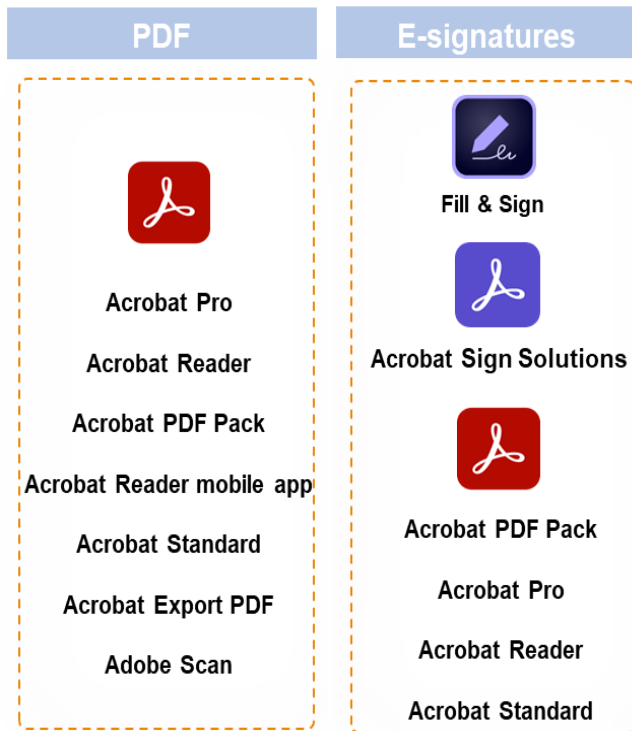 PDF
Acrobat Pro
Acrobat Reader
Acrobat PDF Pack
Acrobat Reader mobile app
Acrobat Standard
Acrobat Export PDF
Adobe Scan
E-signatures
Fill & Sign
Acrobat Sign Solutions
Acrobat PDF Pack
Acrobat Pro
Acrobat Reader
Acrobat Standard